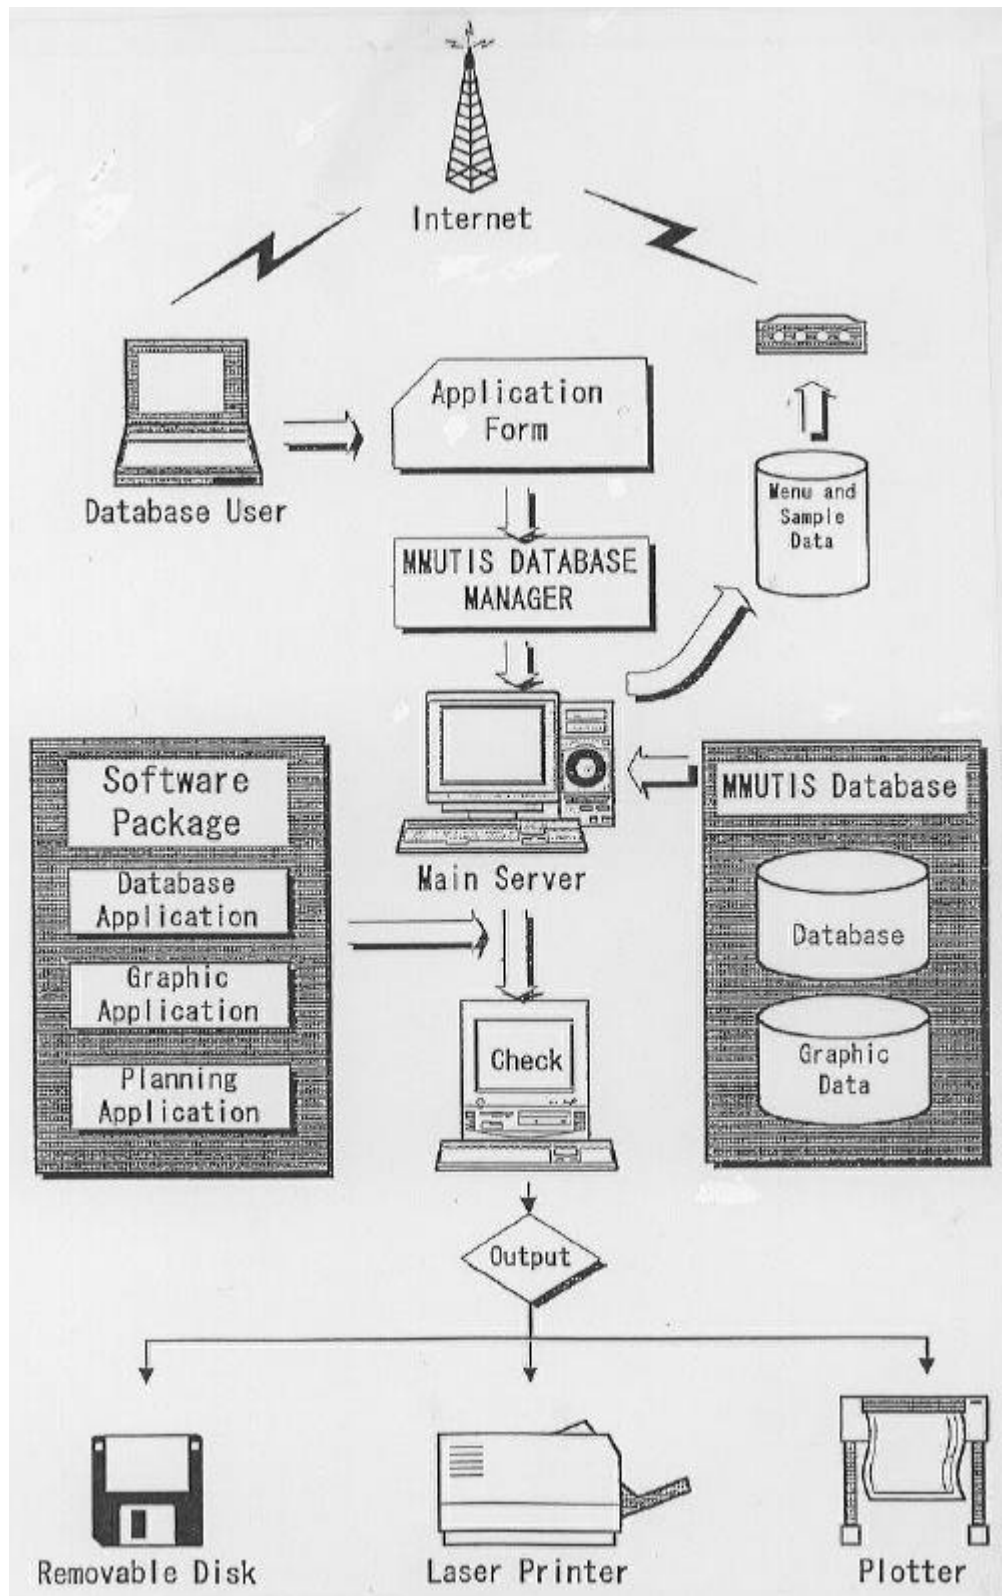 Internet
Application
Form
Database User
Menu and
Sample
Data
MMUTIS DATABASE
MANAGER
Software
Package
Database
Application
Graphic
Application
Planning
Application
Main Server
MMUTIS Database
Database
Graphic
Data
Check
Output
Removable Disk
Laser Printer
Plotter